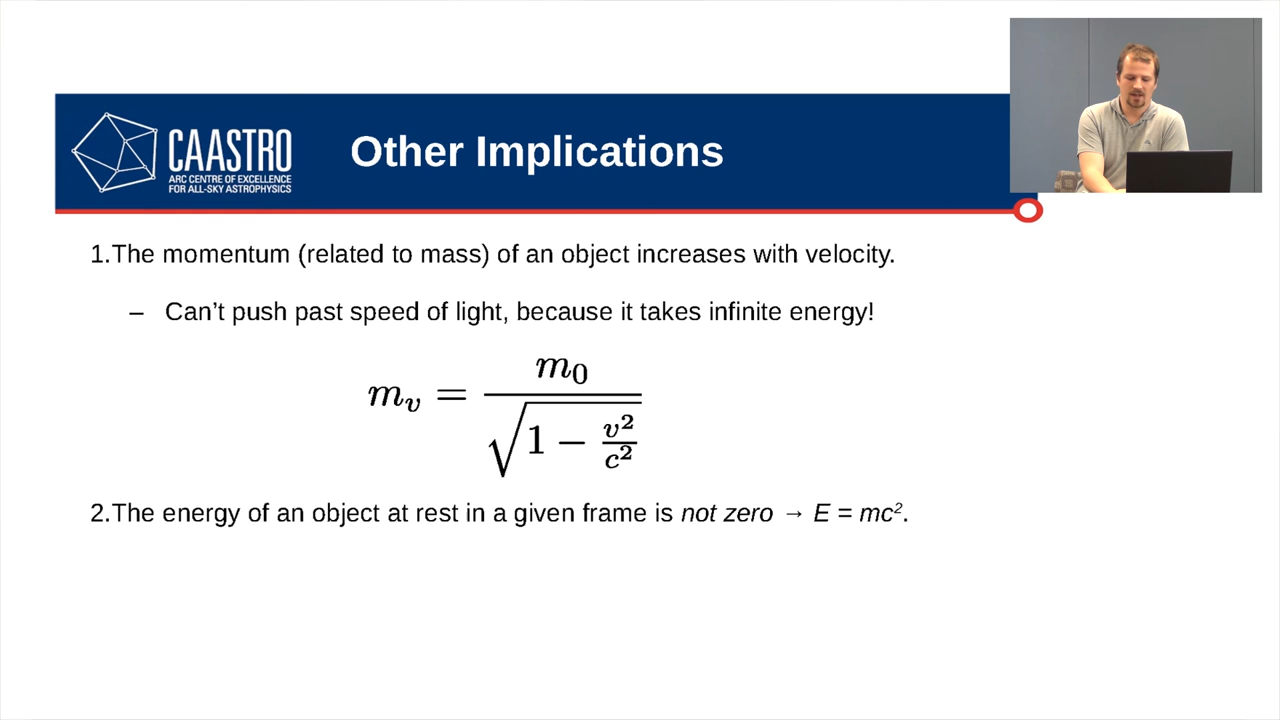 CAASTRO
ARC CENTRE OF EXCELLENCE
FOR ALL-SKY ASTROPHYSICS
Other Implications
1.The momentum (related to mass) of an object increases with velocity.
– Can’t push past speed of light, because it takes infinite energy!
m_v = m_0 / √(1 − v²/c²)
2.The energy of an object at rest in a given frame is not zero → E = mc².